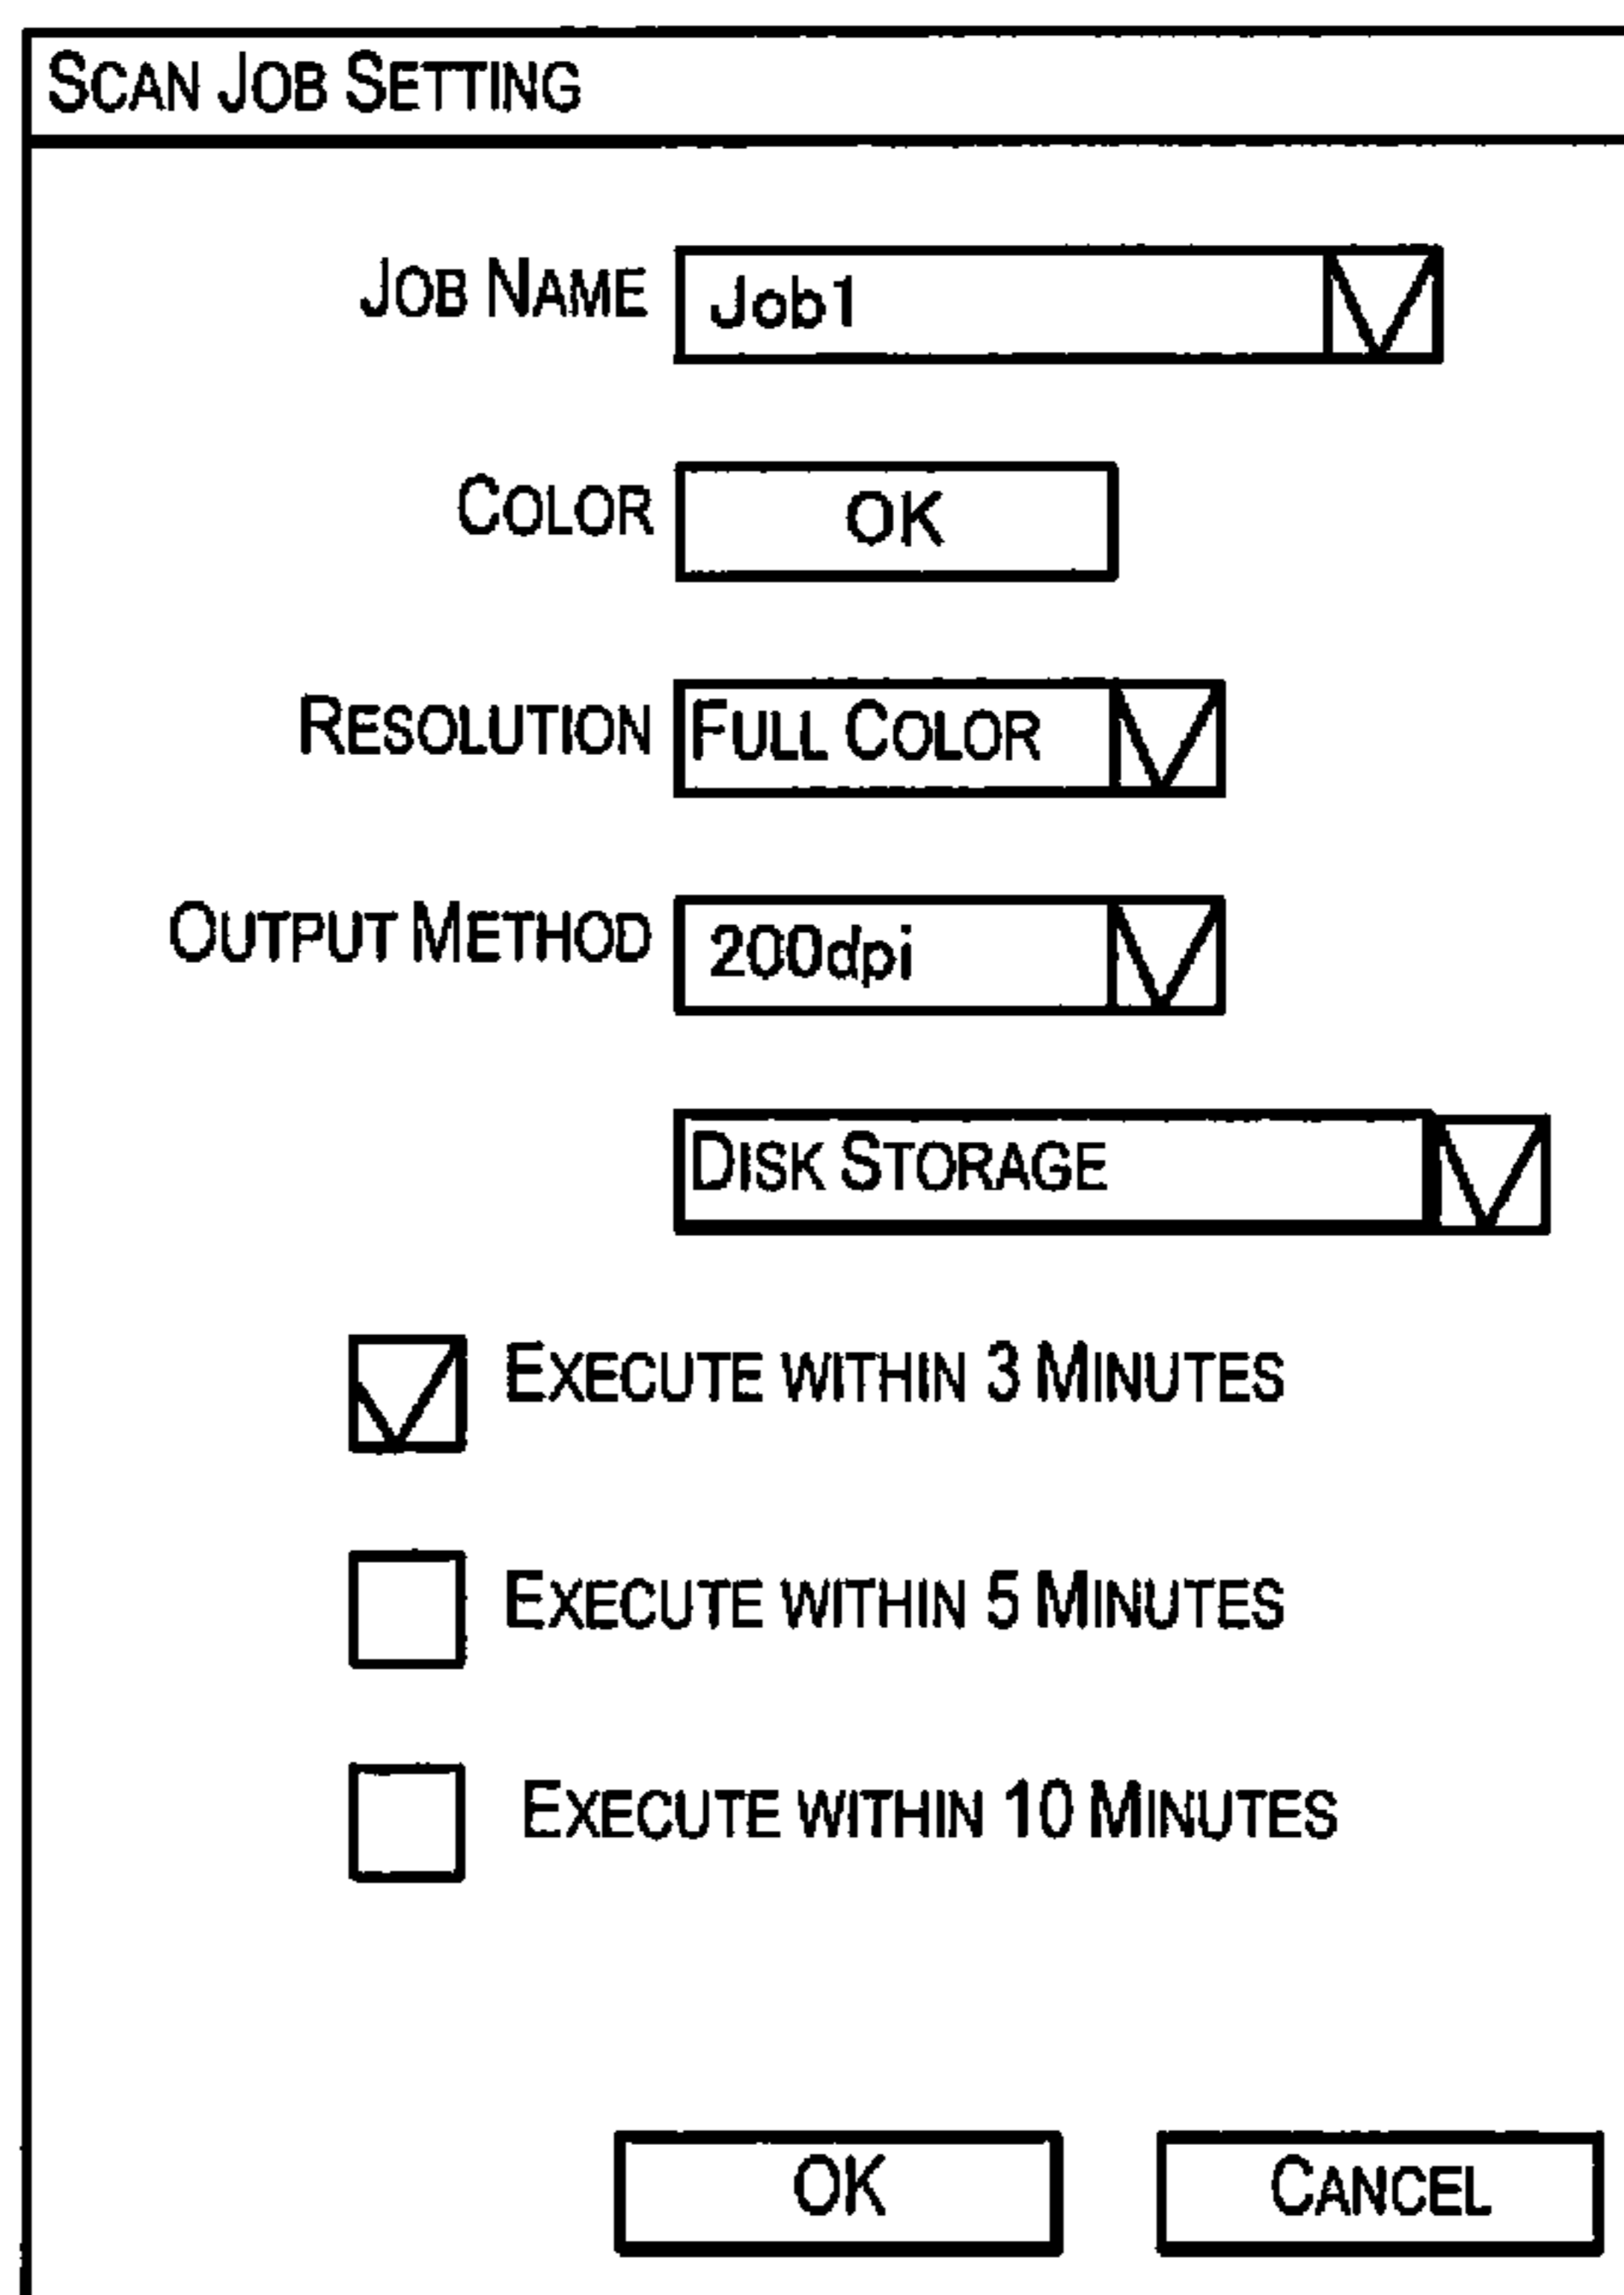 SCAN JOB SETTING
JOB NAME Job1
COLOR OK
RESOLUTION FULL COLOR
OUTPUT METHOD 200dpi
DISK STORAGE
EXECUTE WITHIN 3 MINUTES
EXECUTE WITHIN 5 MINUTES
EXECUTE WITHIN 10 MINUTES
OK CANCEL